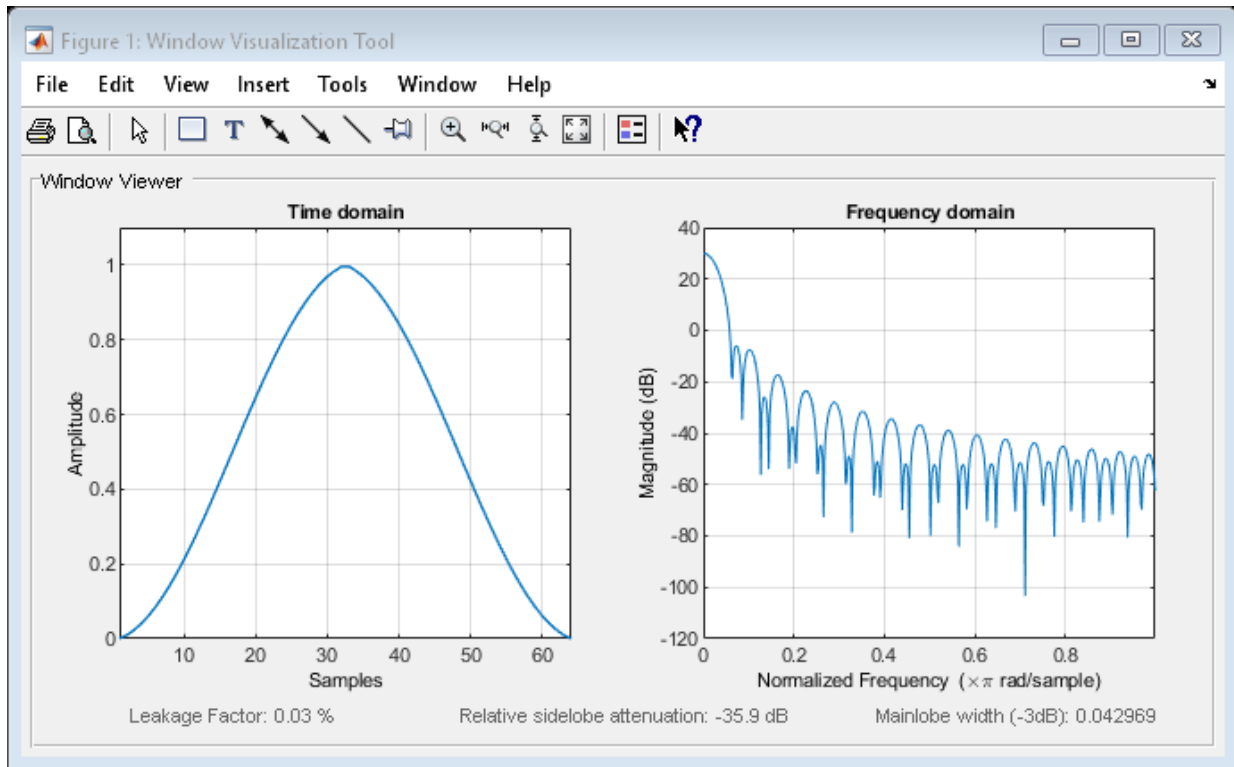 Figure 1: Window Visualization Tool
File Edit View Insert Tools Window Help
T
?
Window Viewer
Time domain
Amplitude
1
0.8
0.6
0.4
0.2
0
10 20 30 40 50 60
Samples
Frequency domain
Magnitude (dB)
40
20
0
-20
-40
-60
-80
-100
-120
0 0.2 0.4 0.6 0.8
Normalized Frequency (×π rad/sample)
Leakage Factor: 0.03 % Relative sidelobe attenuation: -35.9 dB Mainlobe width (-3dB): 0.042969